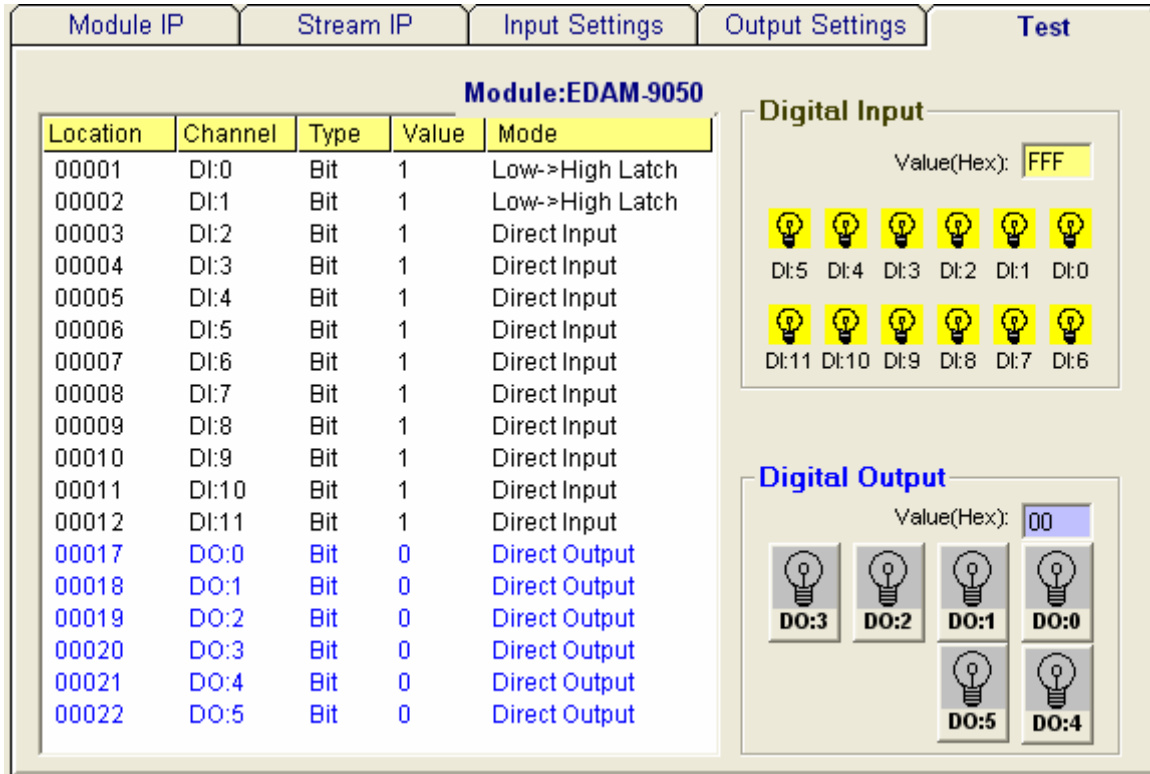 Module IP Stream IP Input Settings Output Settings Test
Module:EDAM-9050
Location Channel Type Value Mode
00001 DI:0 Bit 1 Low->High Latch
00002 DI:1 Bit 1 Low->High Latch
00003 DI:2 Bit 1 Direct Input
00004 DI:3 Bit 1 Direct Input
00005 DI:4 Bit 1 Direct Input
00006 DI:5 Bit 1 Direct Input
00007 DI:6 Bit 1 Direct Input
00008 DI:7 Bit 1 Direct Input
00009 DI:8 Bit 1 Direct Input
00010 DI:9 Bit 1 Direct Input
00011 DI:10 Bit 1 Direct Input
00012 DI:11 Bit 1 Direct Input
00017 DO:0 Bit 0 Direct Output
00018 DO:1 Bit 0 Direct Output
00019 DO:2 Bit 0 Direct Output
00020 DO:3 Bit 0 Direct Output
00021 DO:4 Bit 0 Direct Output
00022 DO:5 Bit 0 Direct Output
Digital Input
Value(Hex): FFF
DI:5 DI:4 DI:3 DI:2 DI:1 DI:0
DI:11 DI:10 DI:9 DI:8 DI:7 DI:6
Digital Output
Value(Hex): 00
DO:3 DO:2 DO:1 DO:0
DO:5 DO:4